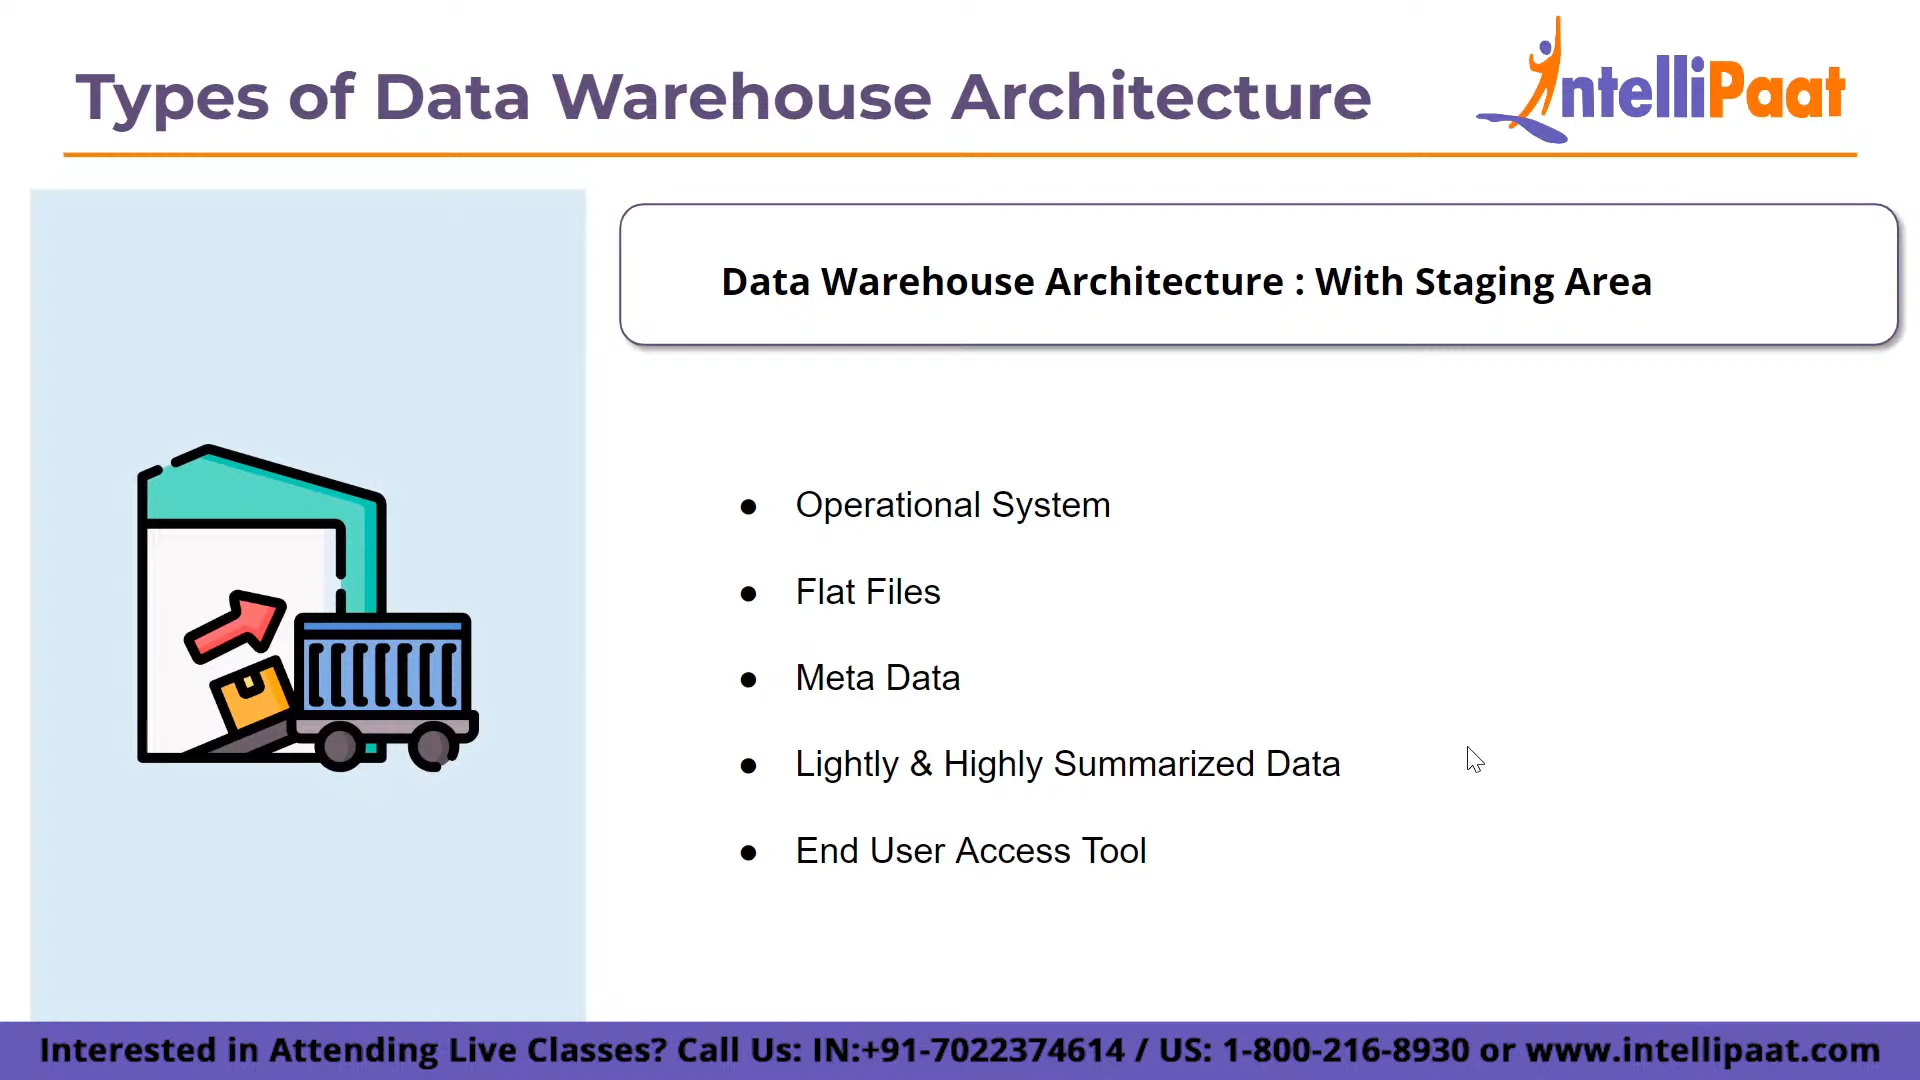 Types of Data Warehouse Architecture
IntelliPaat
Data Warehouse Architecture : With Staging Area
● Operational System
● Flat Files
● Meta Data
● Lightly & Highly Summarized Data
● End User Access Tool
Interested in Attending Live Classes? Call Us: IN:+91-7022374614 / US: 1-800-216-8930 or www.intellipaat.com